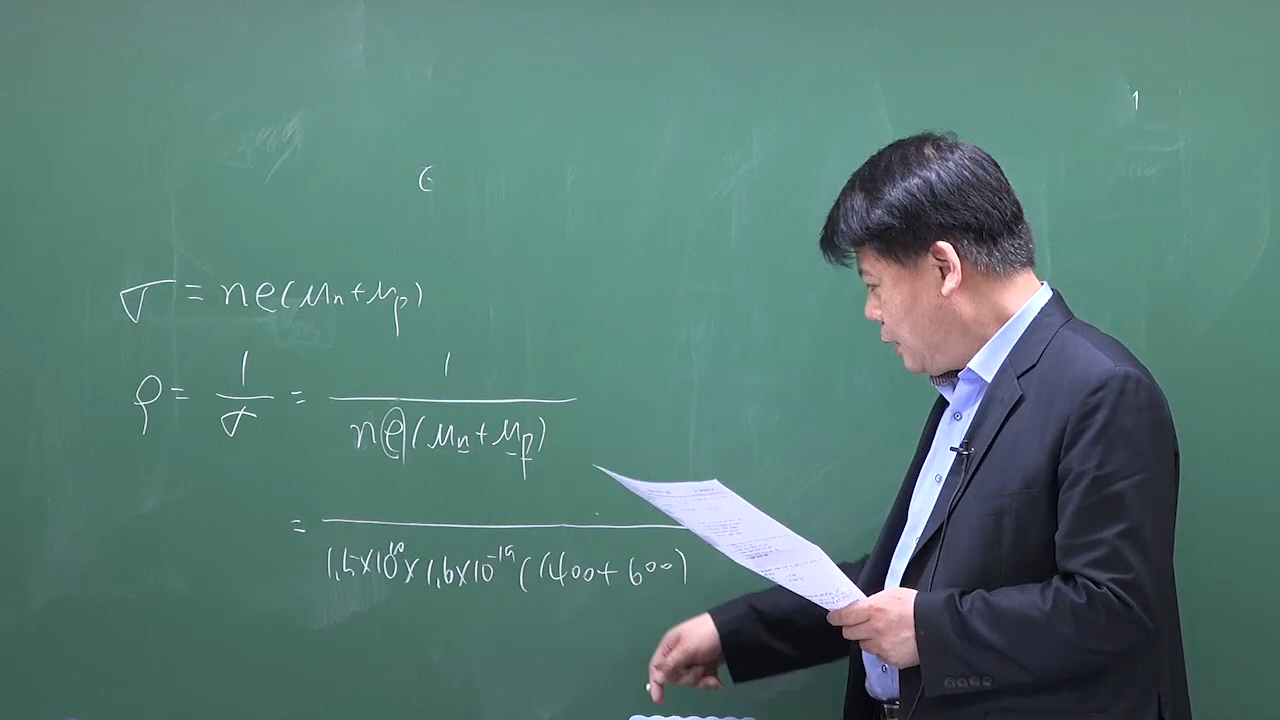 1
6
σ = ne(μn+μp)
ρ = 1/σ = 1/ne(μn+μp)
= /1,5×10^10×1,6×10^-19(1400+600)